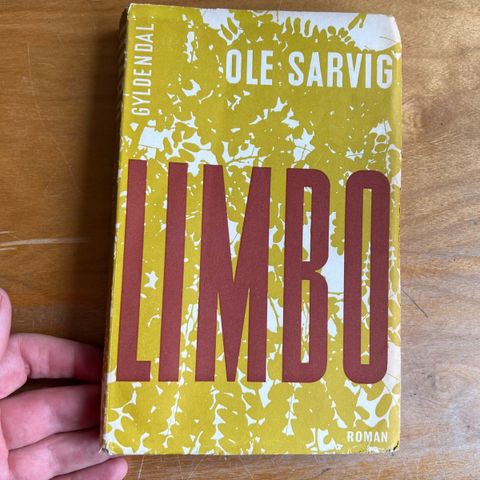 GYLDENDAL
OLE SARVIG
LIMBO
ROMAN